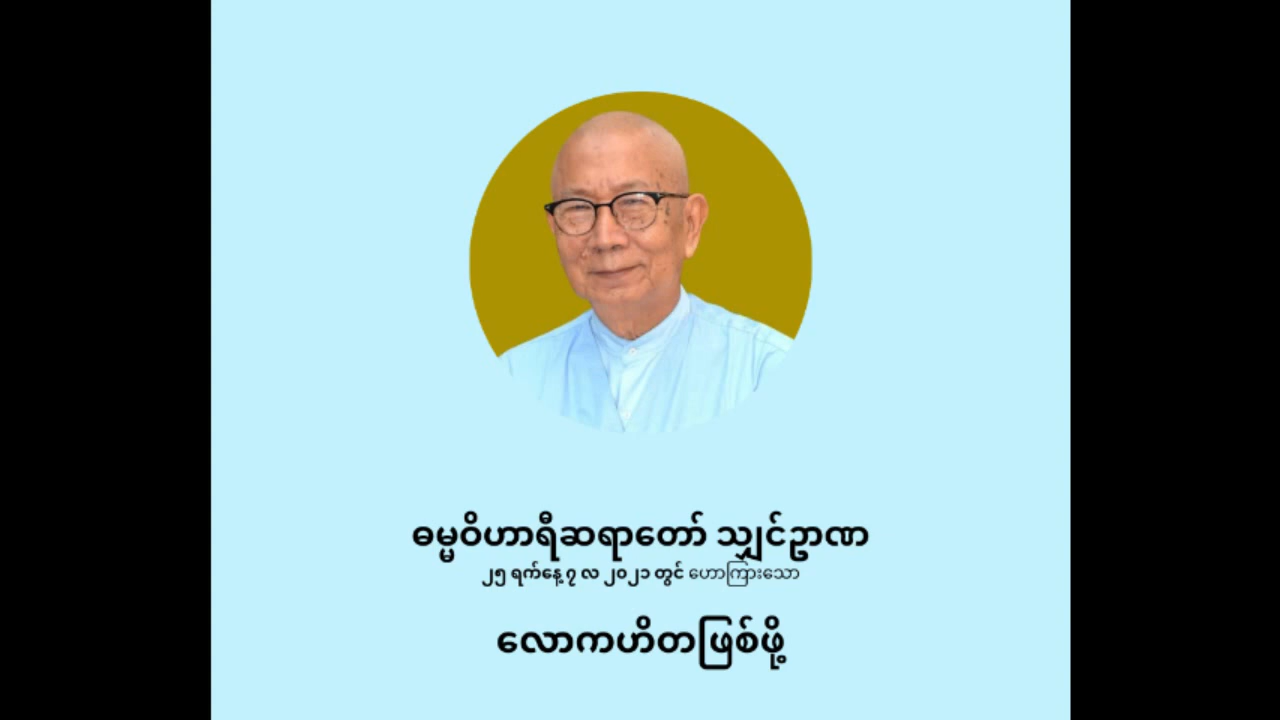 ဓမ္မဝိဟာရီဆရာတော် သျှင်ဥာဏ
၂၅ ရက်နေ့ ၇ လ ၂၀၂၁ တွင် ဟောကြားသော
လောကဟိတဖြစ်ဖို့